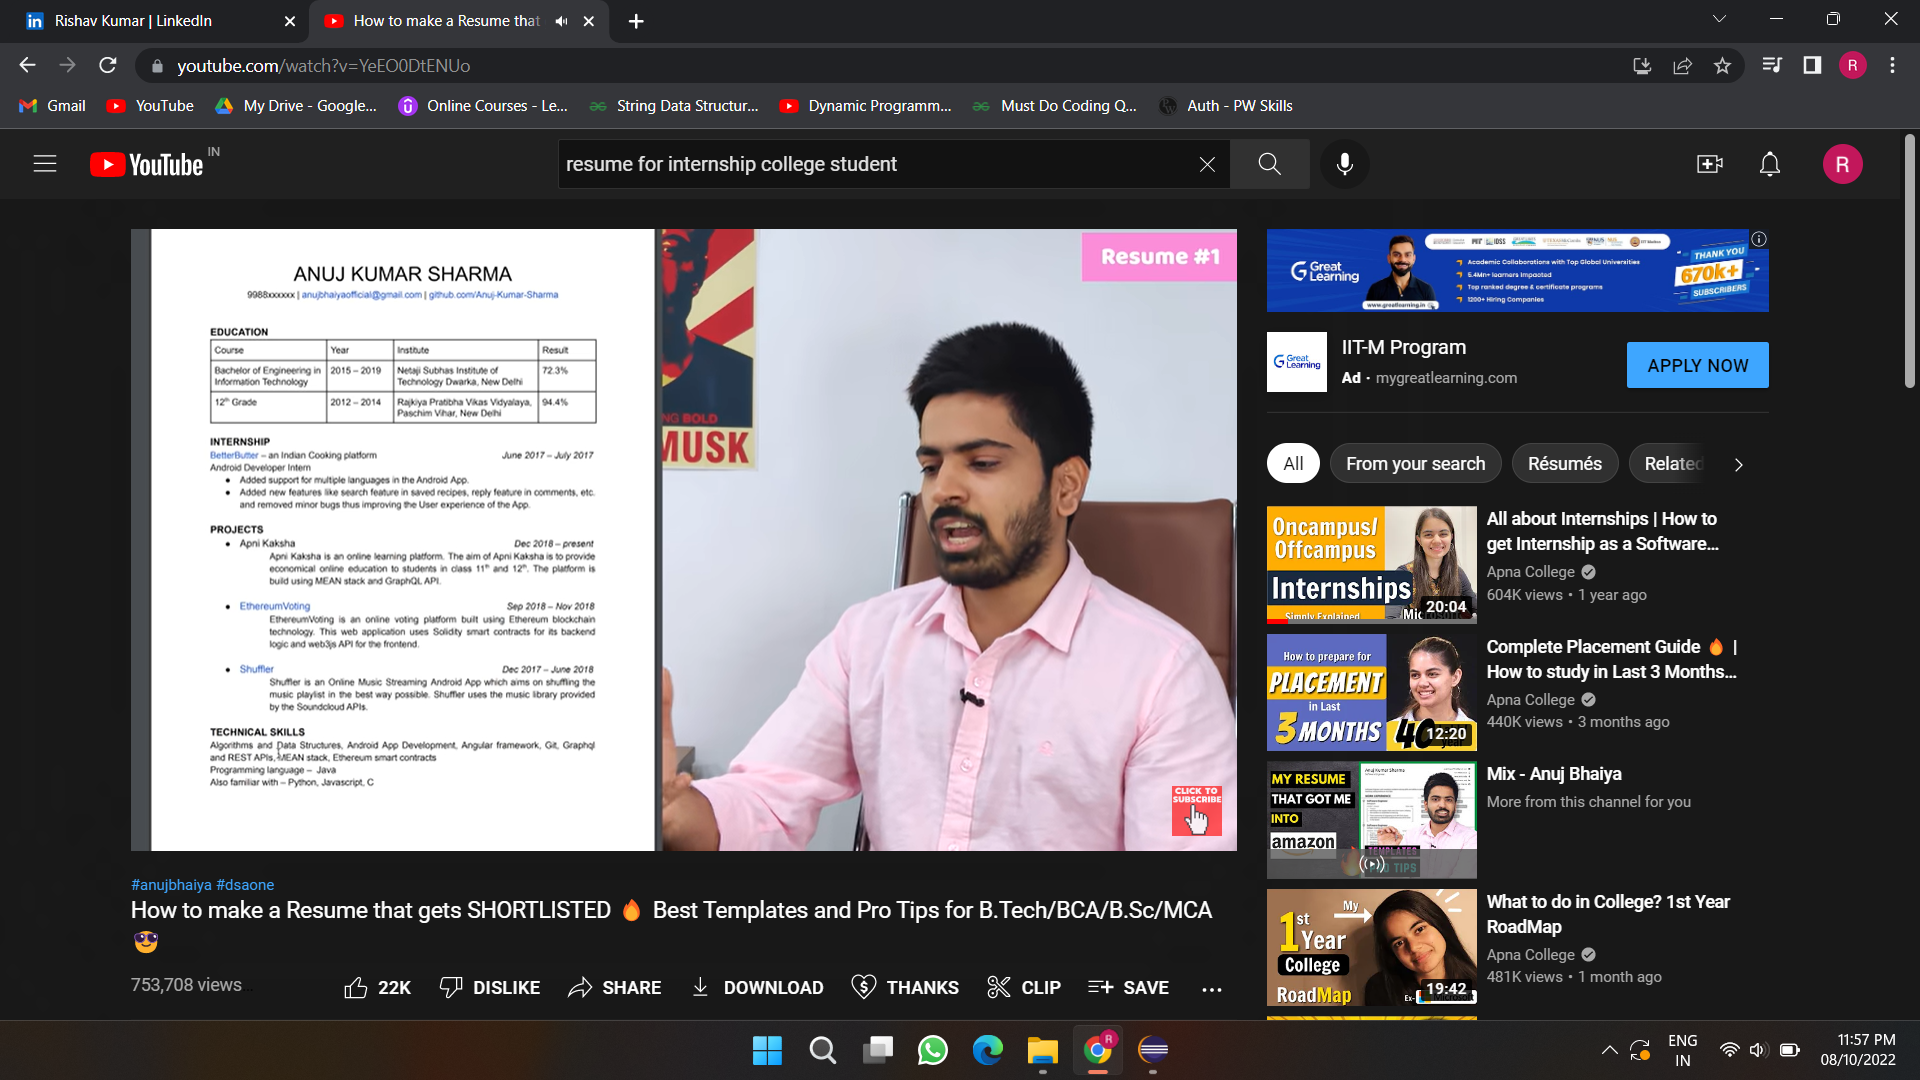 Rishav Kumar | LinkedIn
How to make a Resume that
youtube.com/watch?v=YeEO0DtENUo
R
Gmail
YouTube
My Drive - Google...
Online Courses - Le...
String Data Structur...
Dynamic Programm...
Must Do Coding Q...
Auth - PW Skills
YouTube IN
resume for internship college student
R
ANUJ KUMAR SHARMA
9988xxxxxx | anujbhaiyaofficial@gmail.com | github.com/Anuj-Kumar-Sharma
EDUCATION
Course Year Institute Result
Bachelor of Engineering in Information Technology 2015 – 2019 Netaji Subhas Institute of Technology Dwarka, New Delhi 72.3%
12th Grade 2012 – 2014 Rajkiya Pratibha Vikas Vidyalaya, Paschim Vihar, New Delhi 94.4%
INTERNSHIP
BetterButter – an Indian Cooking platform June 2017 – July 2017
Android Developer Intern
Added support for multiple languages in the Android App.
Added new features like search feature in saved recipes, reply feature in comments, etc.
and removed minor bugs thus improving the User experience of the App.
PROJECTS
Apni Kaksha Dec 2018 – present
Apni Kaksha is an online learning platform. The aim of Apni Kaksha is to provide
economical online education to students in class 11th and 12th. The platform is
build using MEAN stack and GraphQL API.
EthereumVoting Sep 2018 – Nov 2018
EthereumVoting is an online voting platform built using Ethereum blockchain
technology. This web application uses Solidity smart contracts for its backend
logic and web3js API for the frontend.
Shuffler Dec 2017 – June 2018
Shuffler is an Online Music Streaming Android App which aims on shuffling the
music playlist in the best way possible. Shuffler uses the music library provided
by the Soundcloud APIs.
TECHNICAL SKILLS
Algorithms and Data Structures, Android App Development, Angular framework, Git, Graphql
and REST APIs, MEAN stack, Ethereum smart contracts
Programming language – Java
Also familiar with – Python, Javascript, C
BOLD
MUSK
Resume #1
CLICK TO
SUBSCRIBE
#anujbhaiya #dsaone
How to make a Resume that gets SHORTLISTED 🔥 Best Templates and Pro Tips for B.Tech/BCA/B.Sc/MCA
😎
753,708 views
22K
DISLIKE
SHARE
DOWNLOAD
THANKS
CLIP
SAVE
Great
Learning
www.greatlearning.in
Academic Collaborations with Top Global Universities
5.4Mn+ learners Impacted
Top ranked degree & certificate programs
1200+ Hiring Companies
THANK YOU
670k+
SUBSCRIBERS
Great
Learning
IIT-M Program
Ad · mygreatlearning.com
APPLY NOW
All
From your search
Résumés
Related
Oncampus/
Offcampus
Internships
Simply Explained
20:04
All about Internships | How to
get Internship as a Software...
Apna College
604K views · 1 year ago
How to prepare for
PLACEMENT
in Last
3 MONTHS
12:20
Complete Placement Guide 🔥 |
How to study in Last 3 Months...
Apna College
440K views · 3 months ago
MY RESUME
THAT GOT ME
INTO
amazon
TEMPLATES
PRO TIPS
Anuj Kumar Sharma
Mix - Anuj Bhaiya
More from this channel for you
My
1st
Year
College
RoadMap
19:42
What to do in College? 1st Year
RoadMap
Apna College
481K views · 1 month ago
R
ENG
IN
11:57 PM
08/10/2022